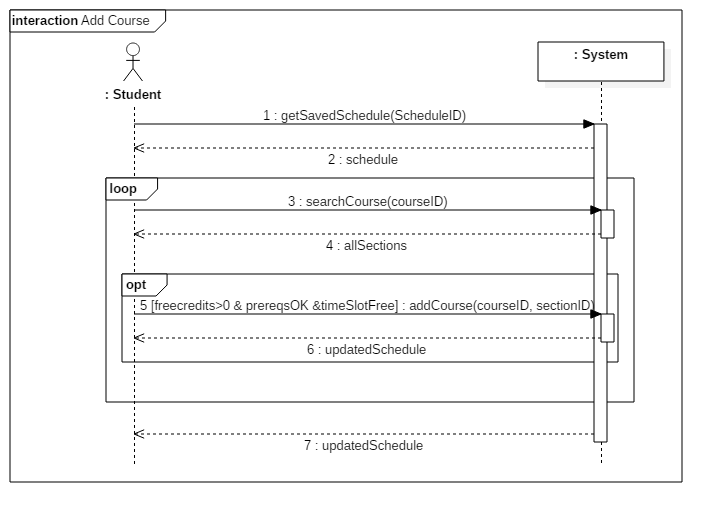 interaction Add Course
: Student
: System
1 : getSavedSchedule(ScheduleID)
2 : schedule
loop
3 : searchCourse(courseID)
4 : allSections
opt
5 [freecredits>0 & prereqsOK &timeSlotFree] : addCourse(courseID, sectionID)
6 : updatedSchedule
7 : updatedSchedule